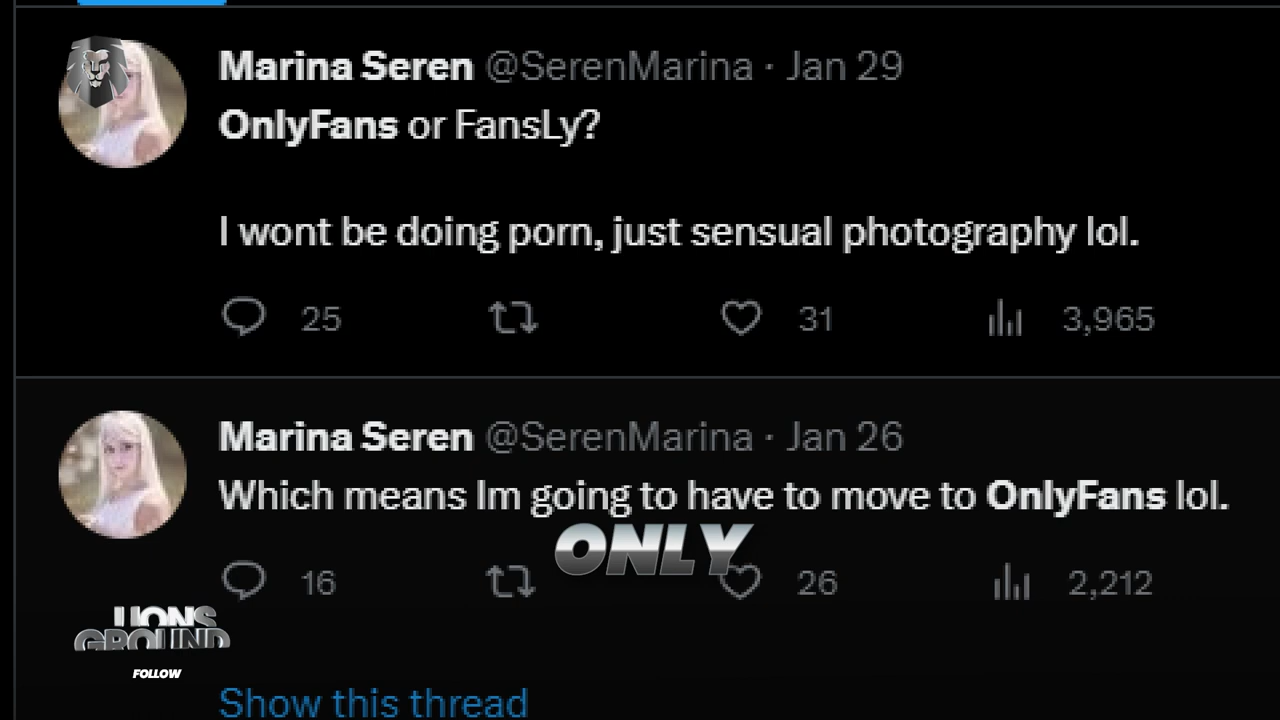 Marina Seren @SerenMarina · Jan 29
OnlyFans or FansLy?
I wont be doing porn, just sensual photography lol.
25 31 3,965
Marina Seren @SerenMarina · Jan 26
Which means Im going to have to move to OnlyFans lol.
ONLY
16 26 2,212
LIONS
GROUND
FOLLOW
Show this thread